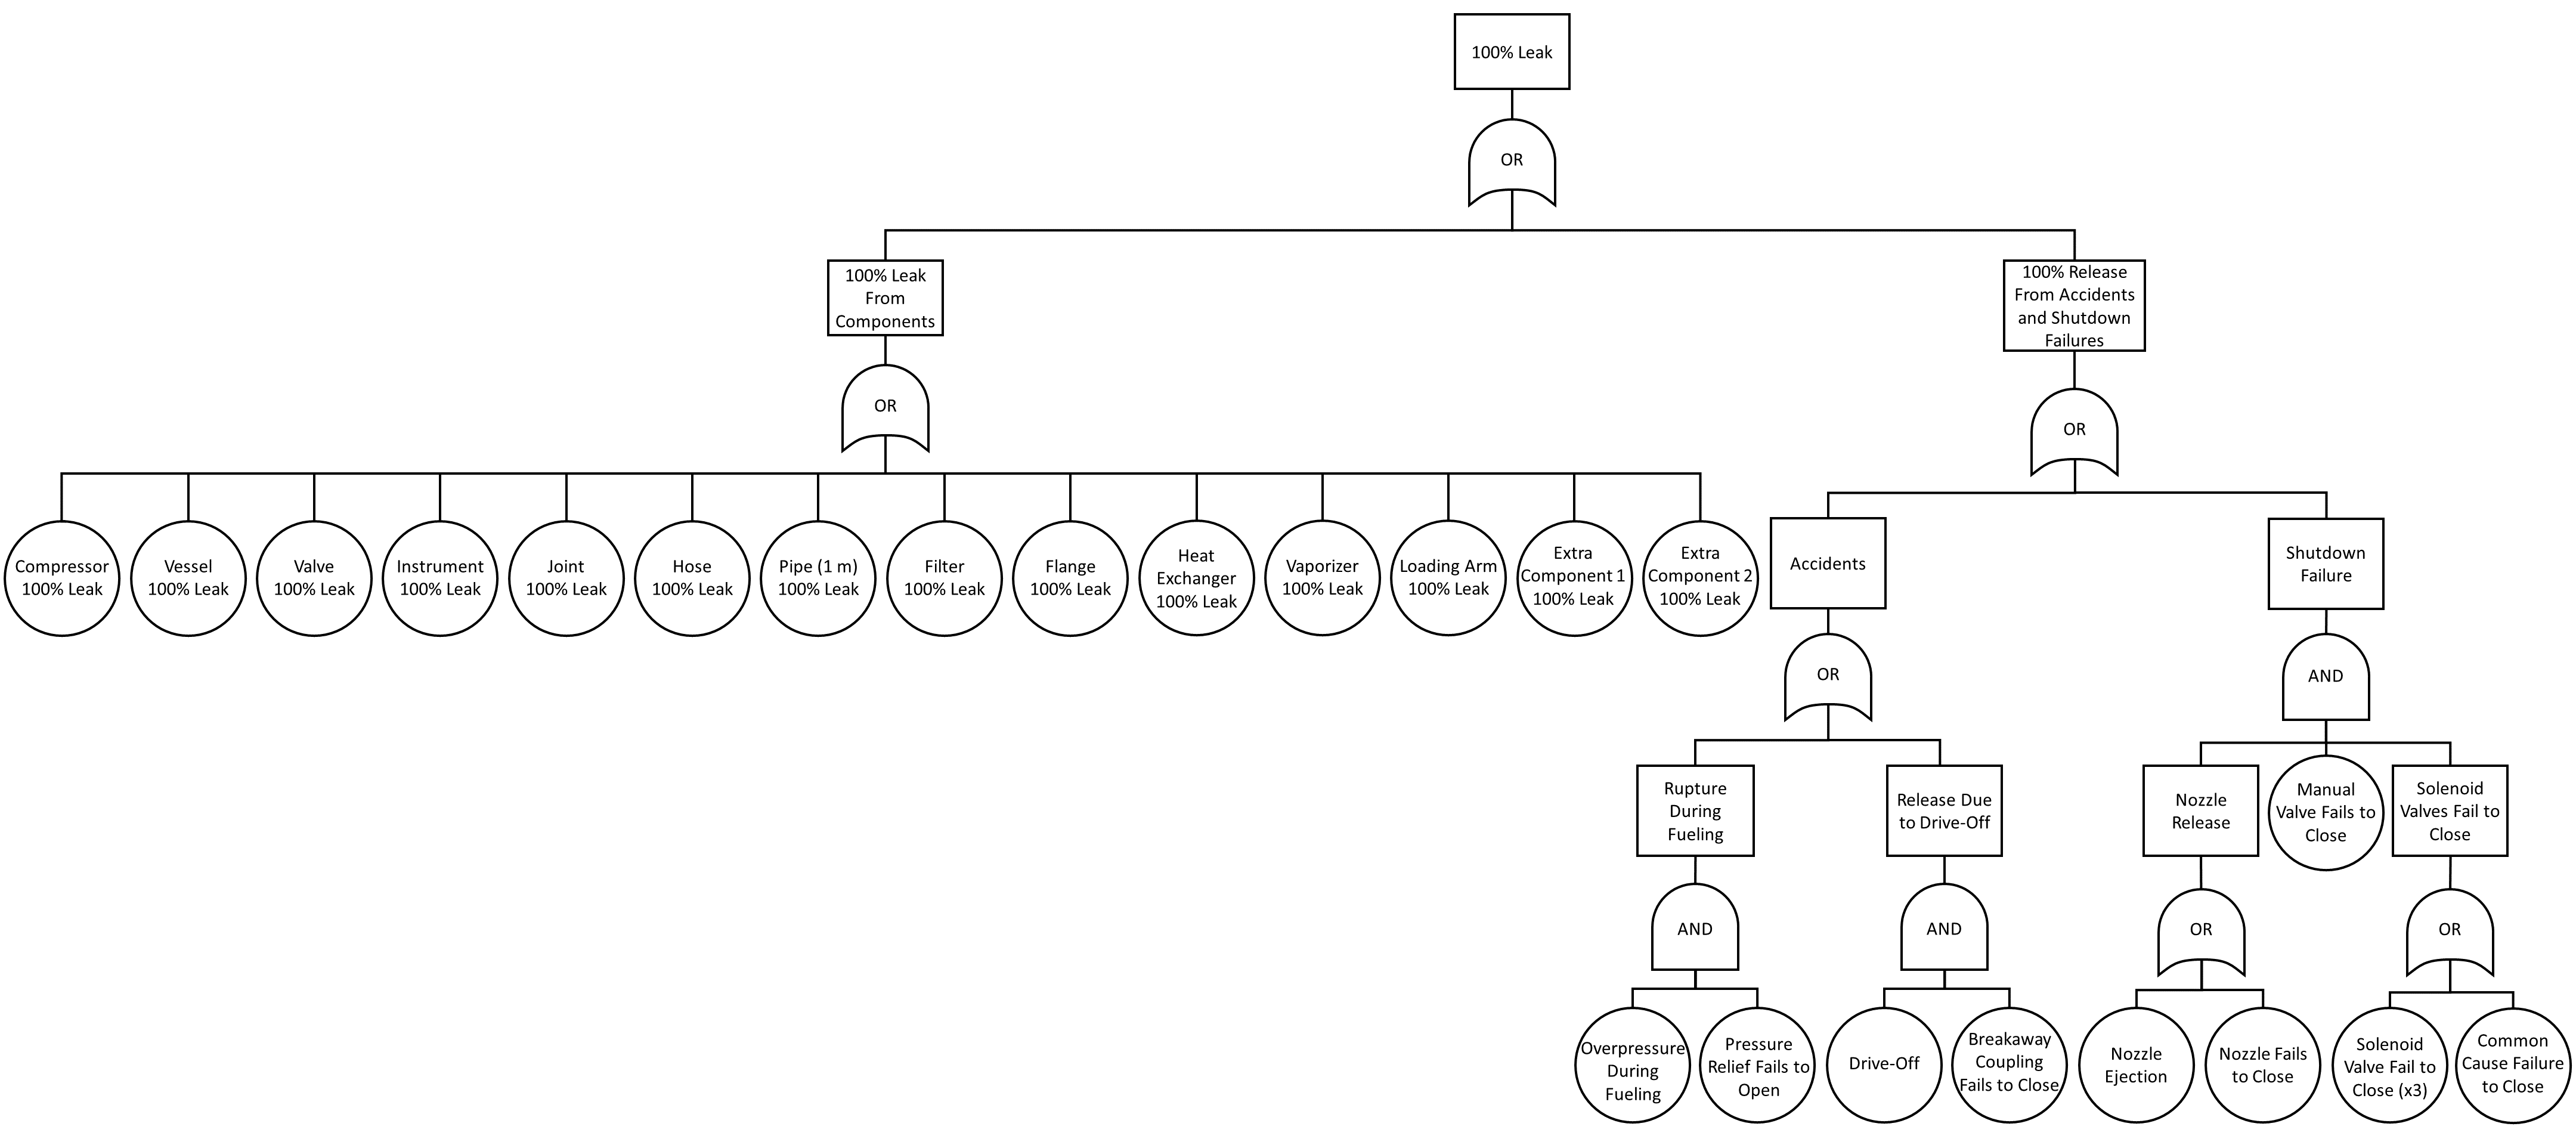 100% Leak
OR
100% Leak
From
Components
100% Release
From Accidents
and Shutdown
Failures
OR
OR
Compressor
100% Leak
Vessel
100% Leak
Valve
100% Leak
Instrument
100% Leak
Joint
100% Leak
Hose
100% Leak
Pipe (1 m)
100% Leak
Filter
100% Leak
Flange
100% Leak
Heat
Exchanger
100% Leak
Vaporizer
100% Leak
Loading Arm
100% Leak
Extra
Component 1
100% Leak
Extra
Component 2
100% Leak
Accidents
Shutdown
Failure
OR
AND
Rupture
During
Fueling
Release Due
to Drive-Off
Nozzle
Release
Manual
Valve Fails to
Close
Solenoid
Valves Fail to
Close
AND
AND
OR
OR
Overpressure
During
Fueling
Pressure
Relief Fails to
Open
Drive-Off
Breakaway
Coupling
Fails to Close
Nozzle
Ejection
Nozzle Fails
to Close
Solenoid
Valve Fail to
Close (x3)
Common
Cause Failure
to Close